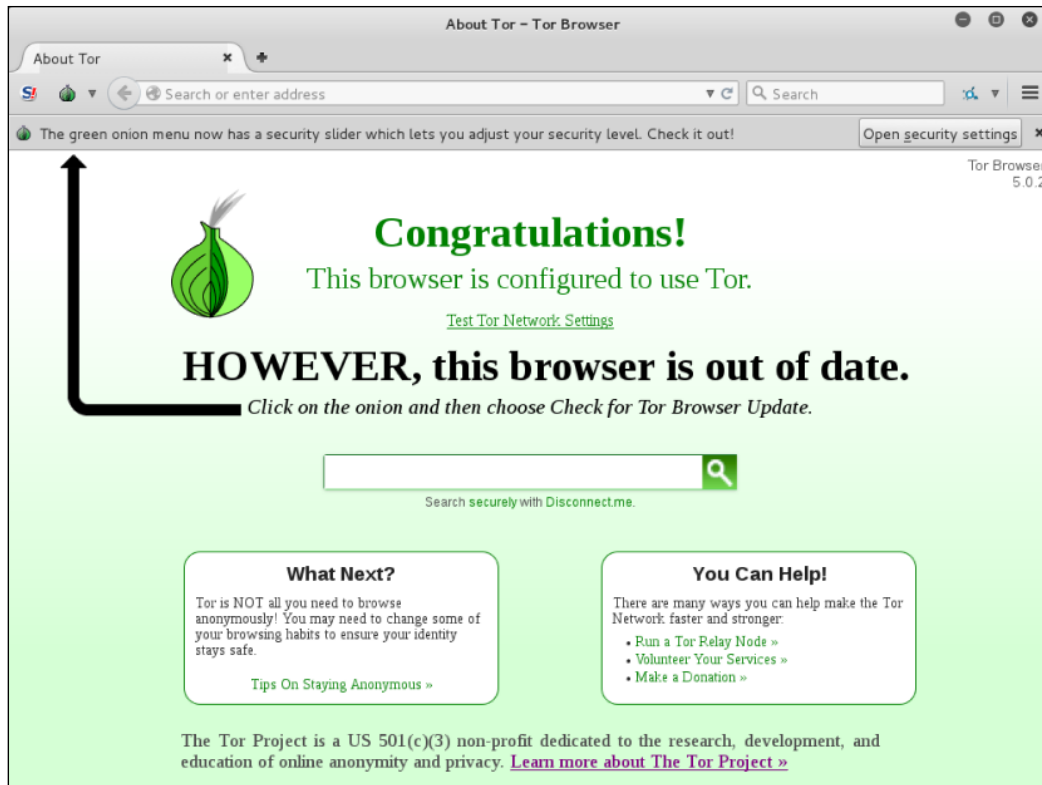 About Tor – Tor Browser
About Tor
S!
Search or enter address
Search
The green onion menu now has a security slider which lets you adjust your security level. Check it out!
Open security settings
Tor Browser
5.0.2
Congratulations!
This browser is configured to use Tor.
Test Tor Network Settings
HOWEVER, this browser is out of date.
Click on the onion and then choose Check for Tor Browser Update.
Search securely with Disconnect.me.
What Next?
Tor is NOT all you need to browse
anonymously! You may need to change some of
your browsing habits to ensure your identity
stays safe.
Tips On Staying Anonymous »
You Can Help!
There are many ways you can help make the Tor
Network faster and stronger:
• Run a Tor Relay Node »
• Volunteer Your Services »
• Make a Donation »
The Tor Project is a US 501(c)(3) non-profit dedicated to the research, development, and
education of online anonymity and privacy. Learn more about The Tor Project »